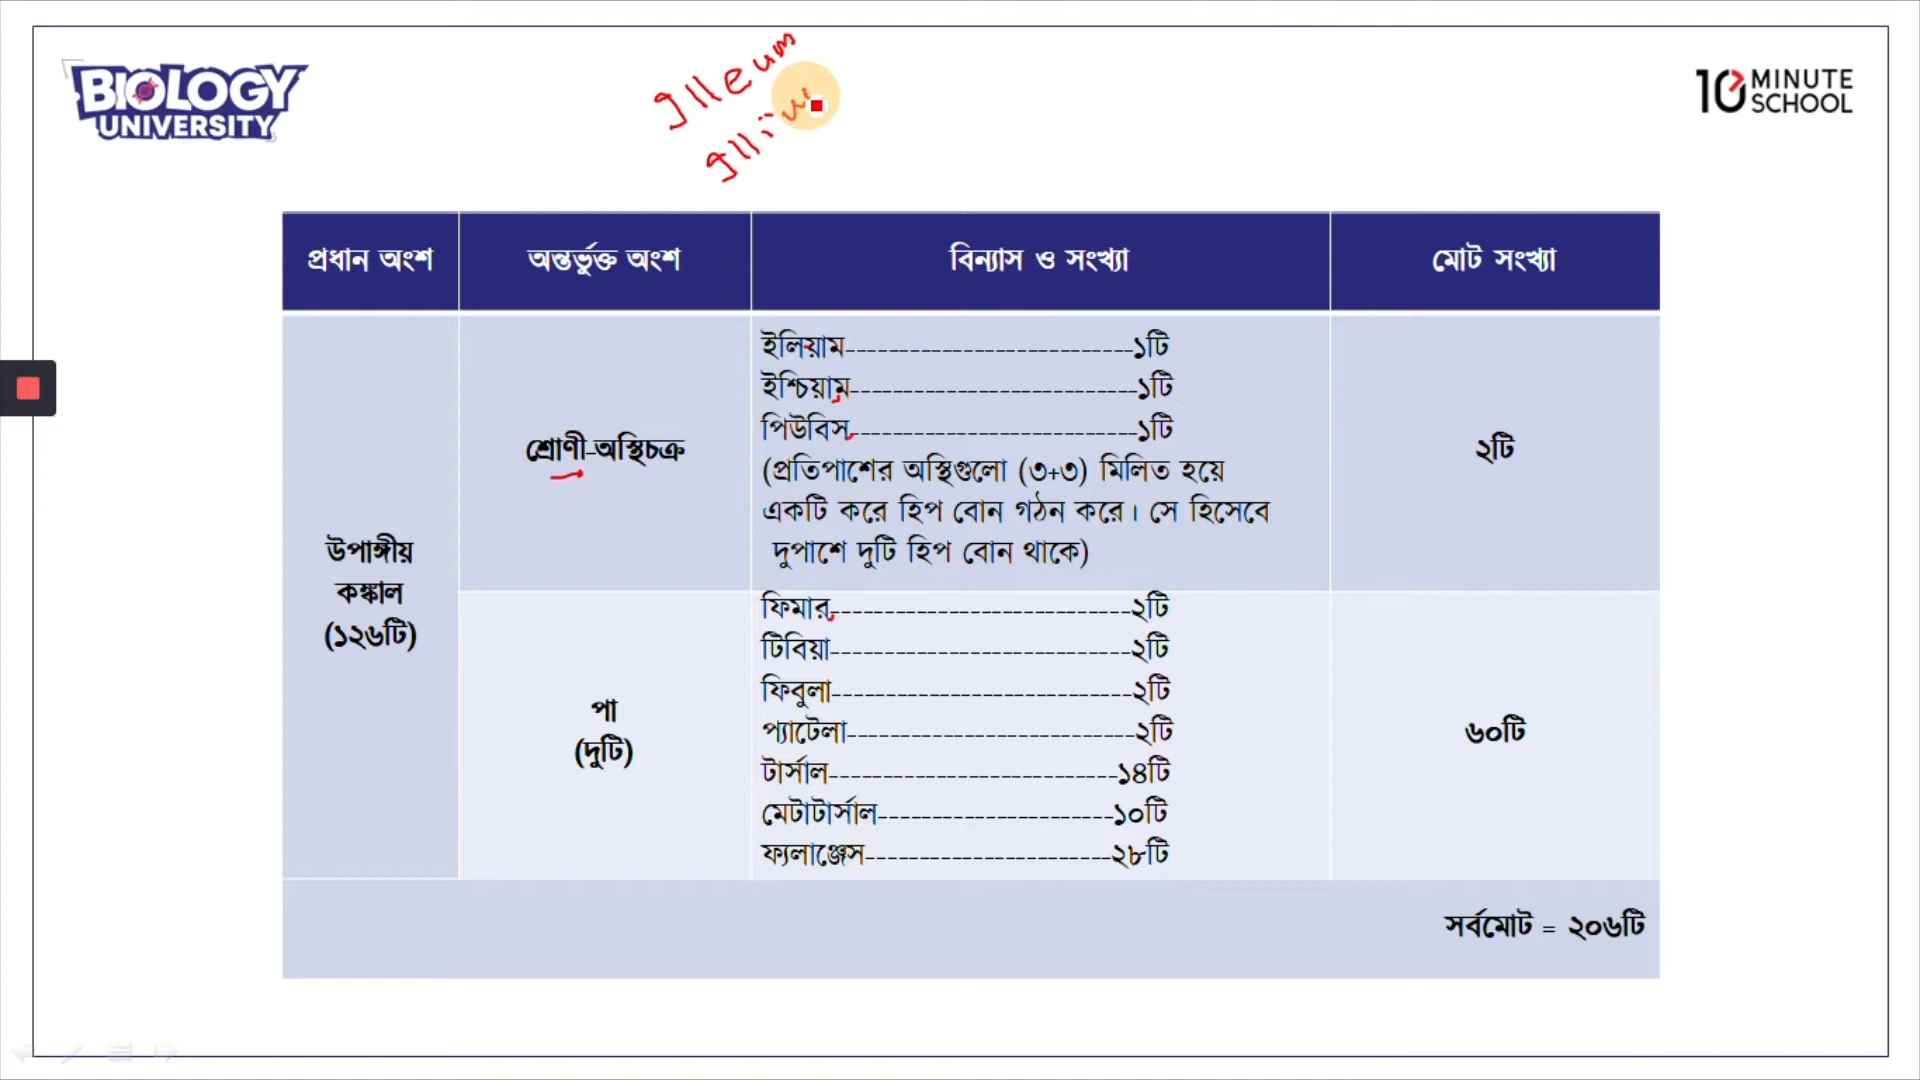 BIOLOGY
UNIVERSITY
Illeum
10 MINUTE
SCHOOL
প্রধান অংশ
অন্তর্ভুক্ত অংশ
বিন্যাস ও সংখ্যা
মোট সংখ্যা
উপাঙ্গীয়
কঙ্কাল
(১২৬টি)
শ্রোণী-অস্থিচক্র
ইলিয়াম---------------------------১টি
ইশ্চিয়াম---------------------------১টি
পিউবিস---------------------------১টি
(প্রতিপাশের অস্থিগুলো (৩+৩) মিলিত হয়ে
একটি করে হিপ বোন গঠন করে। সে হিসেবে
দুপাশে দুটি হিপ বোন থাকে)
২টি
পা
(দুটি)
ফিমার----------------------------২টি
টিবিয়া----------------------------২টি
ফিবুলা----------------------------২টি
প্যাটেলা---------------------------২টি
টার্সাল---------------------------১৪টি
মেটাটার্সাল----------------------১০টি
ফ্যলাঞ্জেস-----------------------২৮টি
৬০টি
সর্বমোট = ২০৬টি